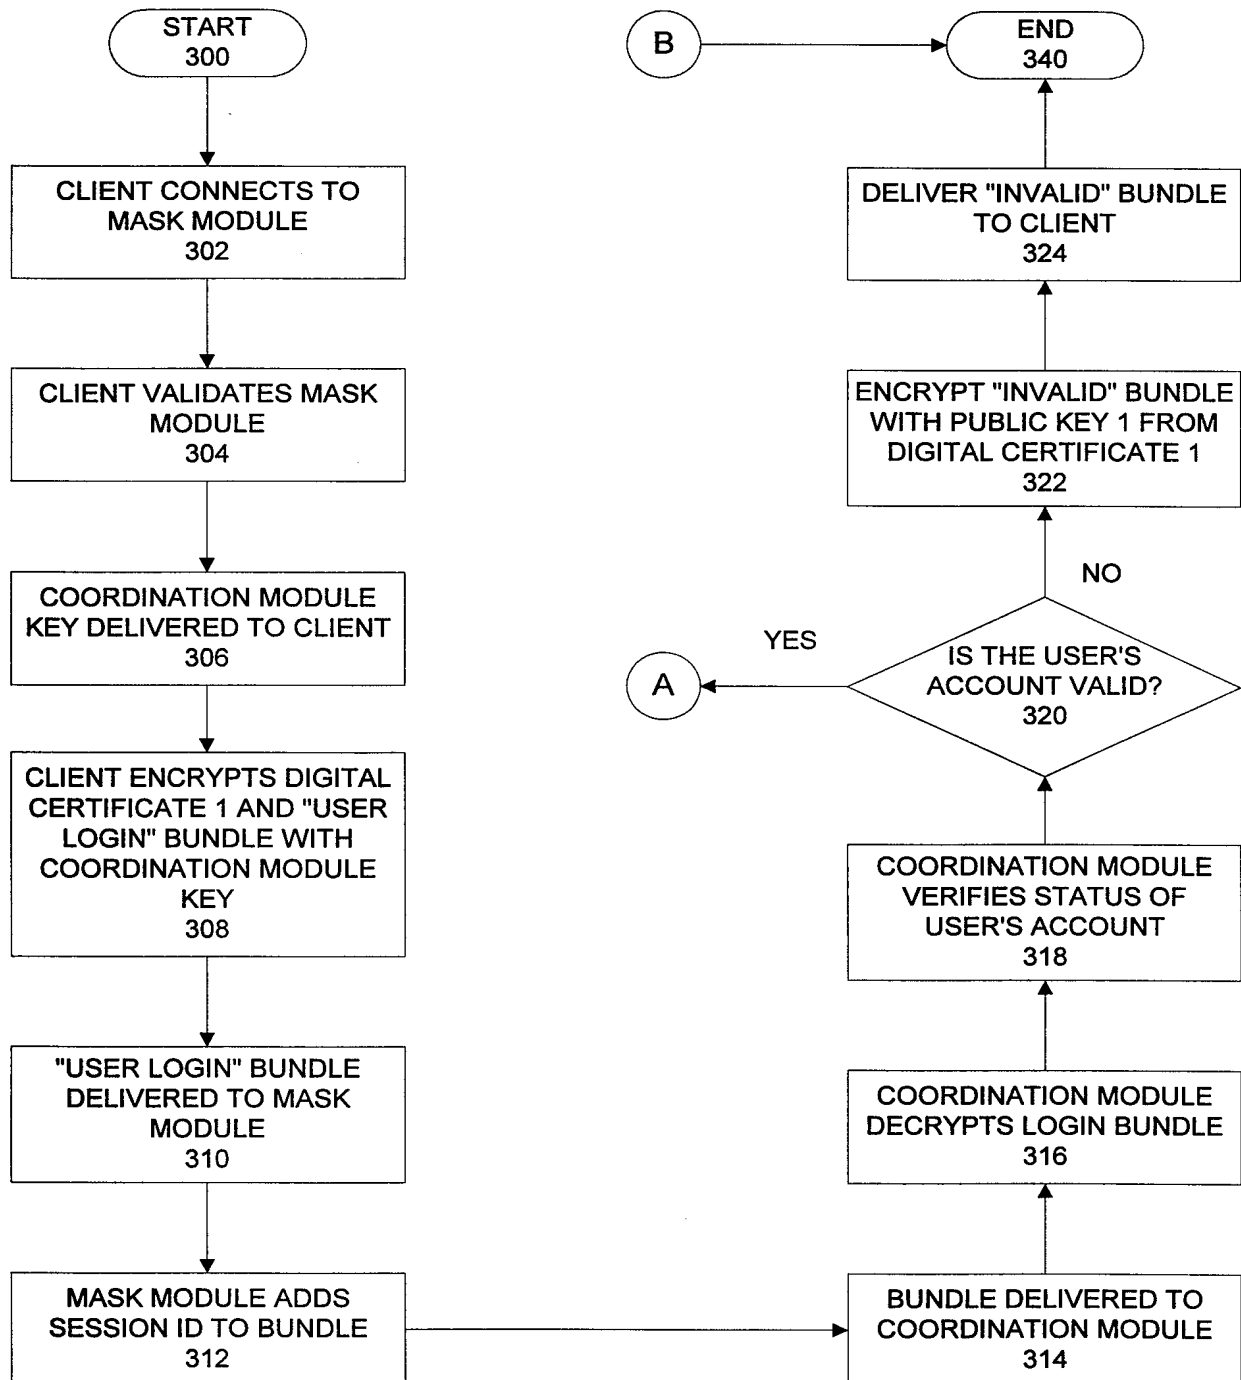 START
300
CLIENT CONNECTS TO
MASK MODULE
302
CLIENT VALIDATES MASK
MODULE
304
COORDINATION MODULE
KEY DELIVERED TO CLIENT
306
CLIENT ENCRYPTS DIGITAL
CERTIFICATE 1 AND "USER
LOGIN" BUNDLE WITH
COORDINATION MODULE
KEY
308
"USER LOGIN" BUNDLE
DELIVERED TO MASK
MODULE
310
MASK MODULE ADDS
SESSION ID TO BUNDLE
312
B
END
340
DELIVER "INVALID" BUNDLE
TO CLIENT
324
ENCRYPT "INVALID" BUNDLE
WITH PUBLIC KEY 1 FROM
DIGITAL CERTIFICATE 1
322
NO
YES
A
IS THE USER'S
ACCOUNT VALID?
320
COORDINATION MODULE
VERIFIES STATUS OF
USER'S ACCOUNT
318
COORDINATION MODULE
DECRYPTS LOGIN BUNDLE
316
BUNDLE DELIVERED TO
COORDINATION MODULE
314